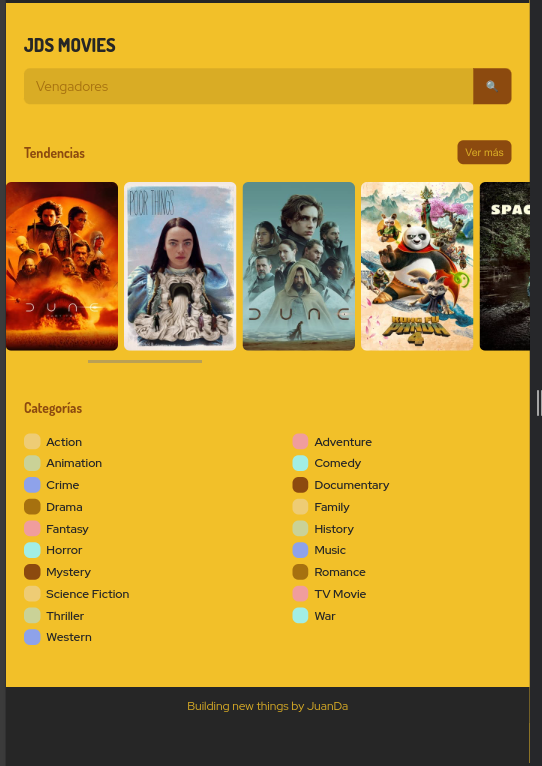 JDS MOVIES
Vengadores
Tendencias
Ver más
DUNE
POOR THINGS
DUNE
KUNG FU PANDA 4
SPAC
Categorías
Action
Adventure
Animation
Comedy
Crime
Documentary
Drama
Family
Fantasy
History
Horror
Music
Mystery
Romance
Science Fiction
TV Movie
Thriller
War
Western
Building new things by JuanDa